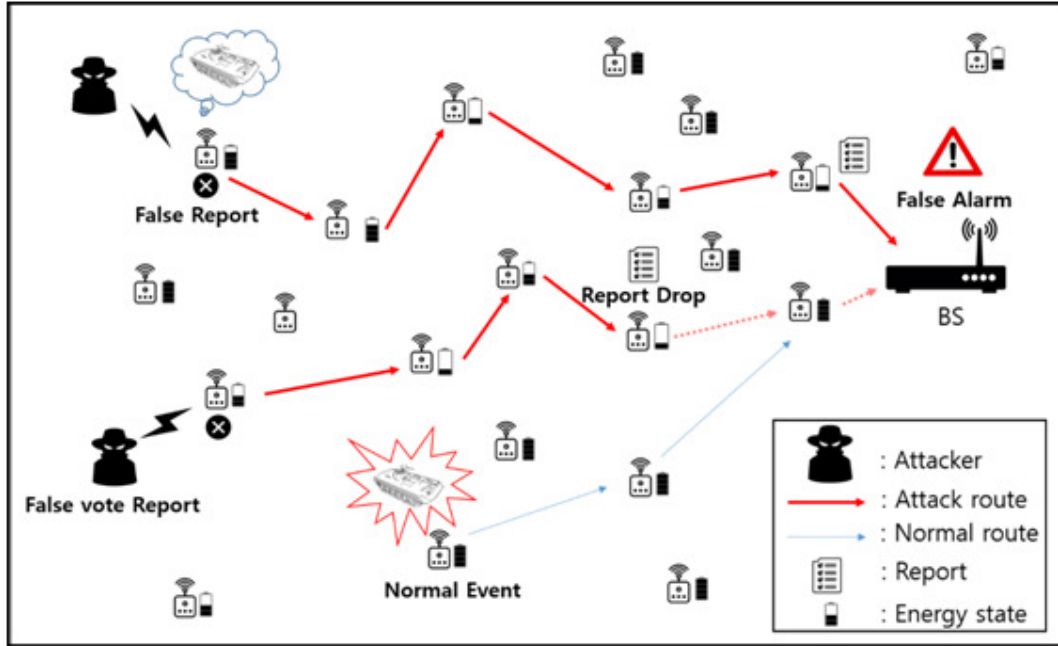 False Report
False Alarm
Report Drop
BS
False vote Report
Normal Event
: Attacker
: Attack route
: Normal route
: Report
: Energy state